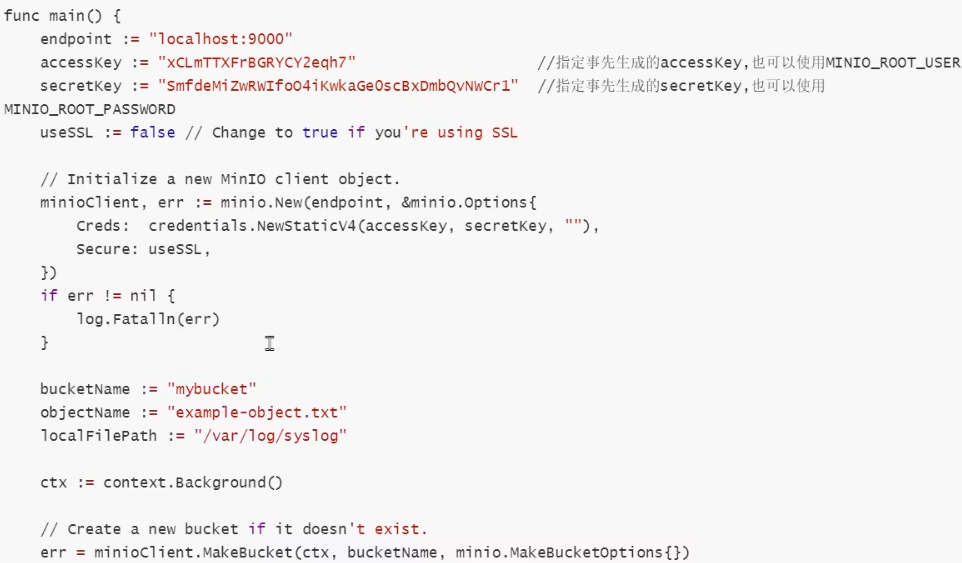 func main() {
    endpoint := "localhost:9000"
    accessKey := "xCLmTTXFrBGRYCY2eqh7"                    //指定事先生成的accessKey,也可以使用MINIO_ROOT_USER
    secretKey := "SmfdeMiZwRWIfoO4iKwkaGeOscBxDmbQvNWCr1"  //指定事先生成的secretKey,也可以使用
MINIO_ROOT_PASSWORD
    useSSL := false // Change to true if you're using SSL

    // Initialize a new MinIO client object.
    minioClient, err := minio.New(endpoint, &minio.Options{
        Creds:  credentials.NewStaticV4(accessKey, secretKey, ""),
        Secure: useSSL,
    })
    if err != nil {
        log.Fatalln(err)
    }

    bucketName := "mybucket"
    objectName := "example-object.txt"
    localFilePath := "/var/log/syslog"

    ctx := context.Background()

    // Create a new bucket if it doesn't exist.
    err = minioClient.MakeBucket(ctx, bucketName, minio.MakeBucketOptions{})